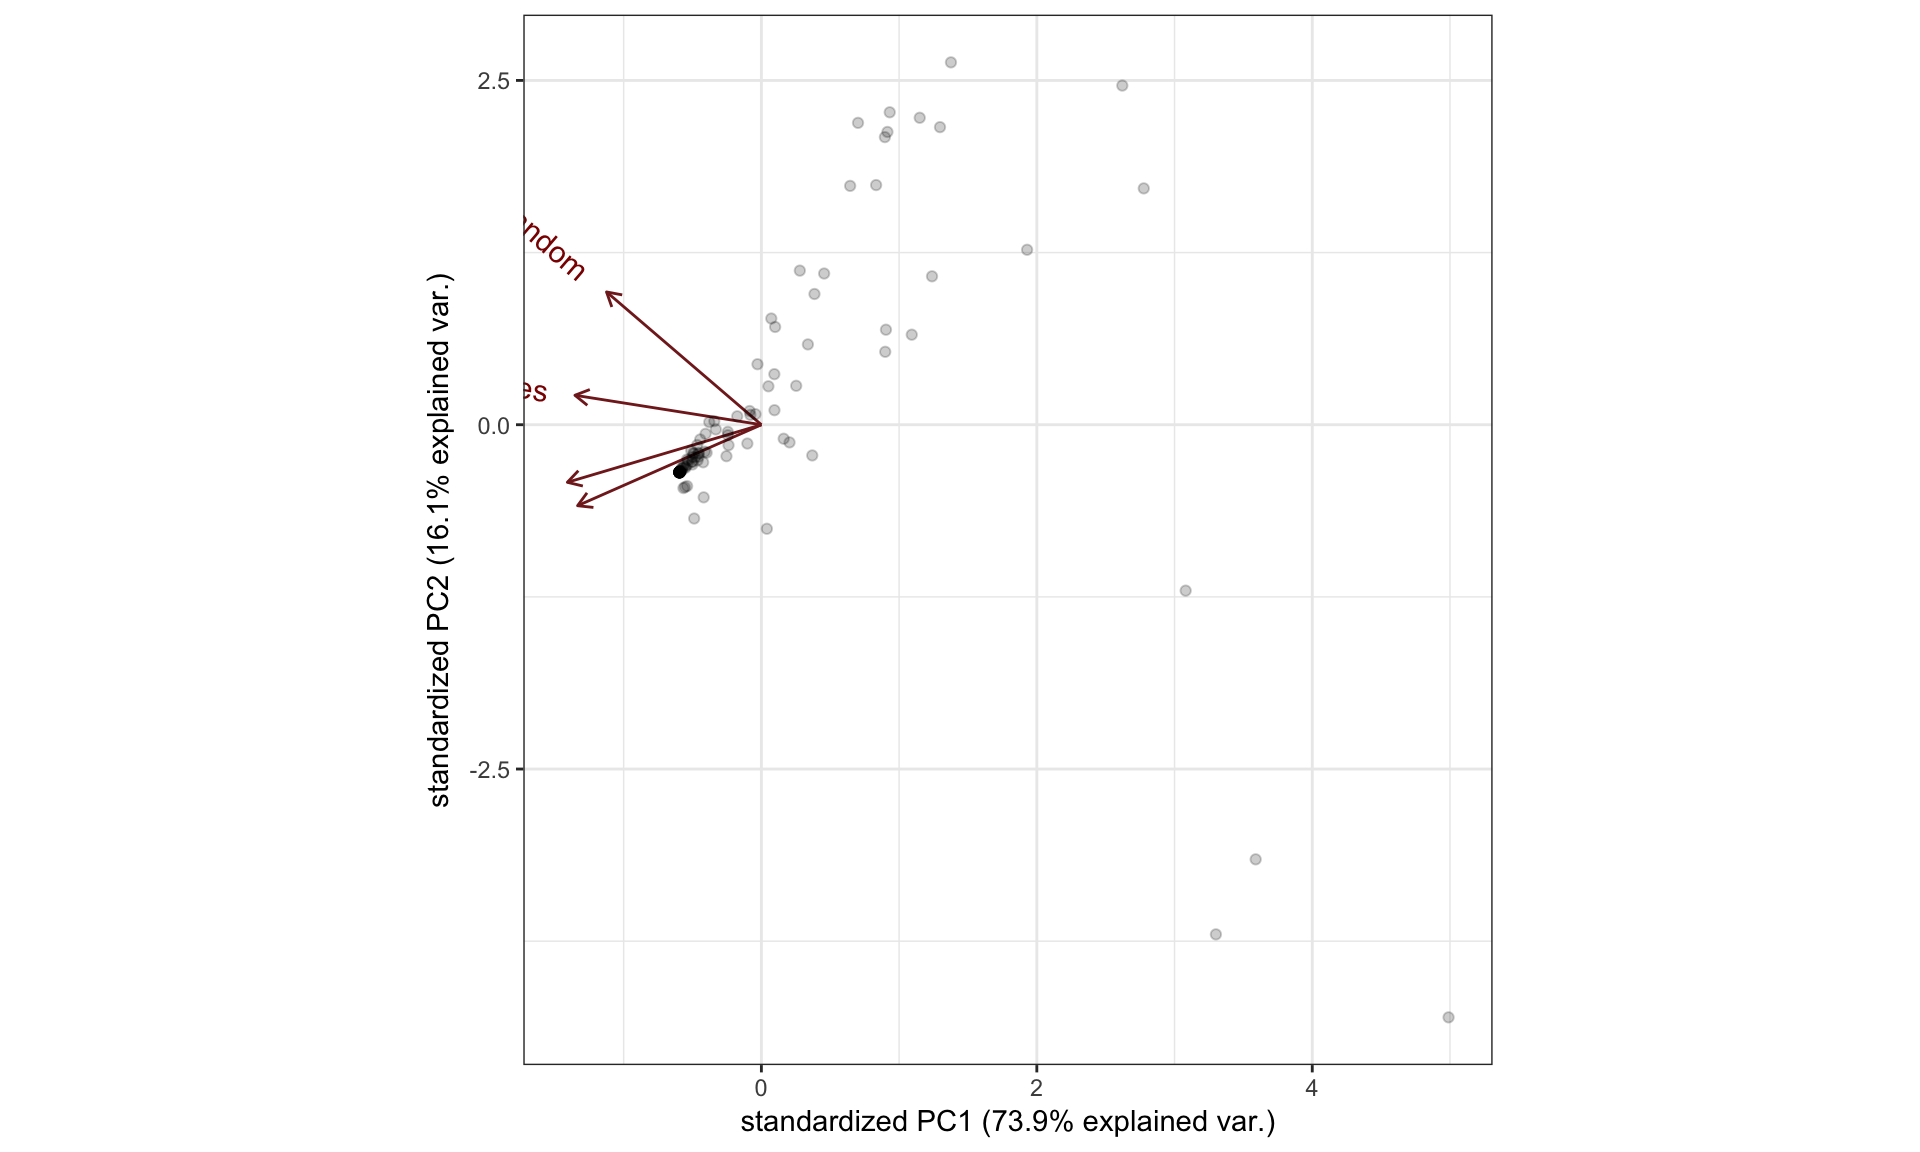 2.5
0.0
-2.5
standardized PC2 (16.1% explained var.)
ndom
es
0
2
4
standardized PC1 (73.9% explained var.)